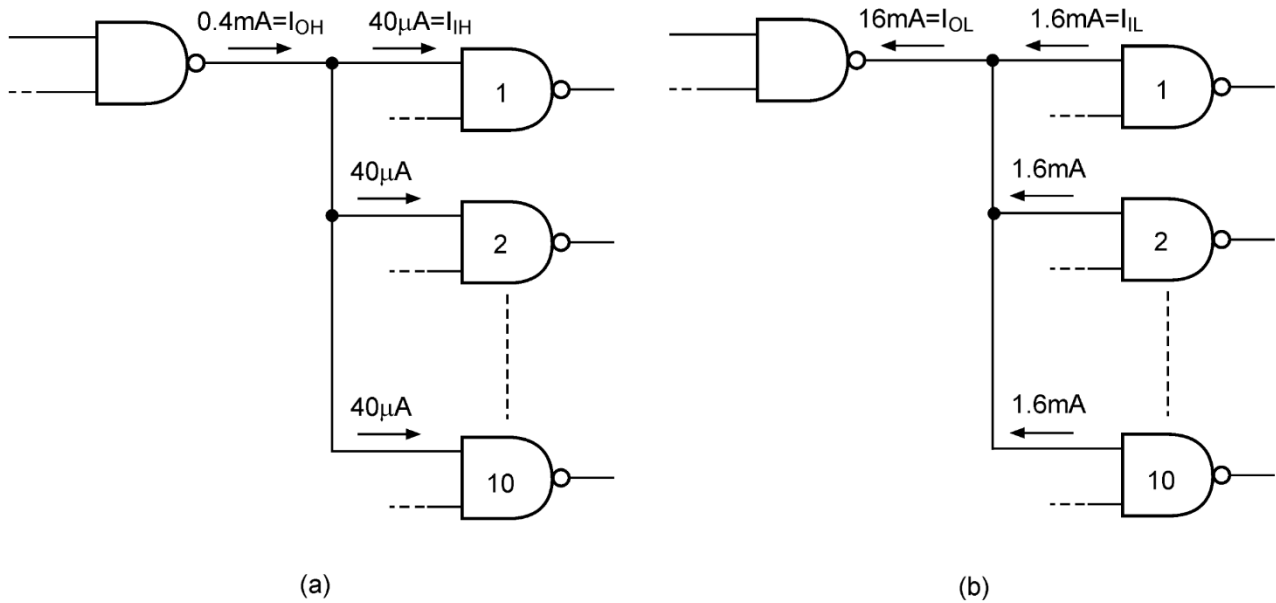 0.4mA=I_OH
40μA=I_IH
1
40μA
2
40μA
10
(a)
16mA=I_OL
1.6mA=I_IL
1
1.6mA
2
1.6mA
10
(b)